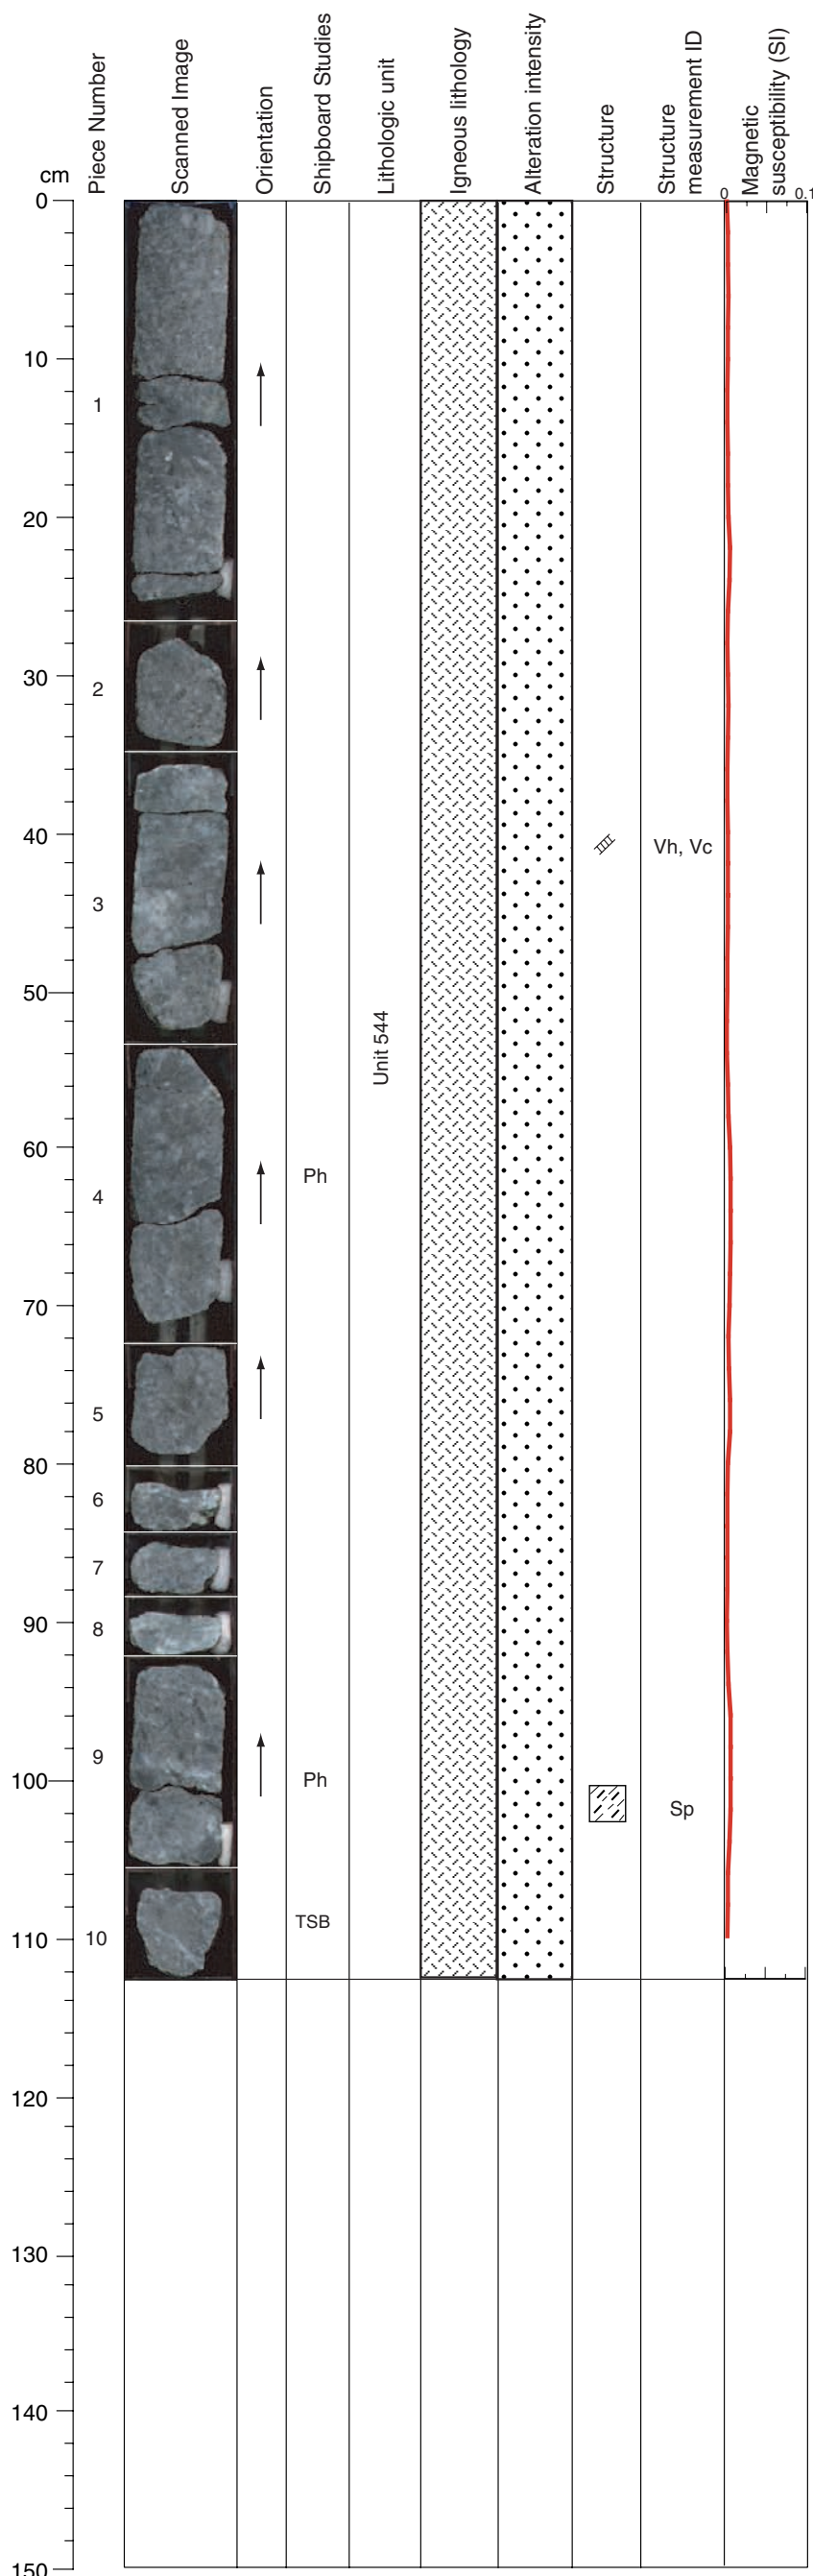 cm
Piece Number
Scanned Image
Orientation
Shipboard Studies
Lithologic unit
Igneous lithology
Alteration intensity
Structure
Structure
measurement ID
Magnetic
susceptibility (SI)
0
0.1
0
10
1
20
2
30
40
Vh, Vc
3
50
Unit 544
60
Ph
4
70
5
80
6
7
90
8
9
100
Ph
Sp
TSB
10
110
120
130
140
150